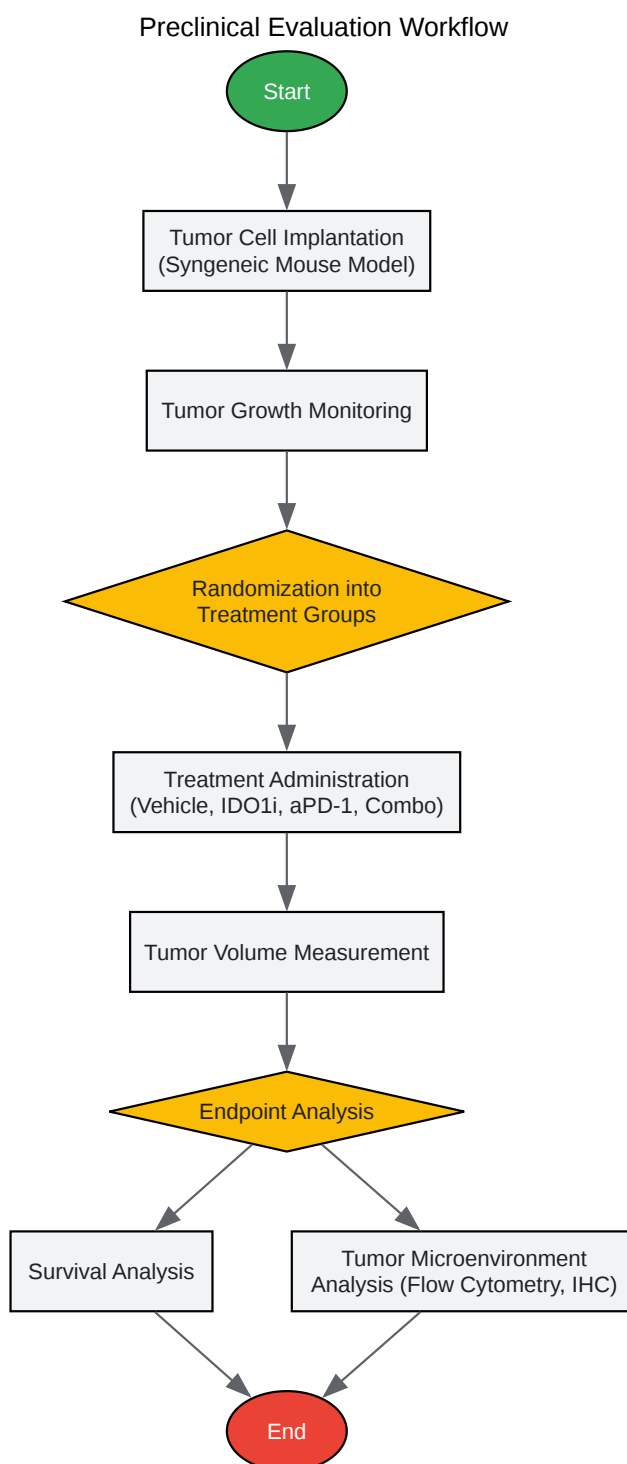 Preclinical Evaluation Workflow
Start
Tumor Cell Implantation
(Syngeneic Mouse Model)
Tumor Growth Monitoring
Randomization into
Treatment Groups
Treatment Administration
(Vehicle, IDO1i, aPD-1, Combo)
Tumor Volume Measurement
Endpoint Analysis
Survival Analysis
Tumor Microenvironment
Analysis (Flow Cytometry, IHC)
End